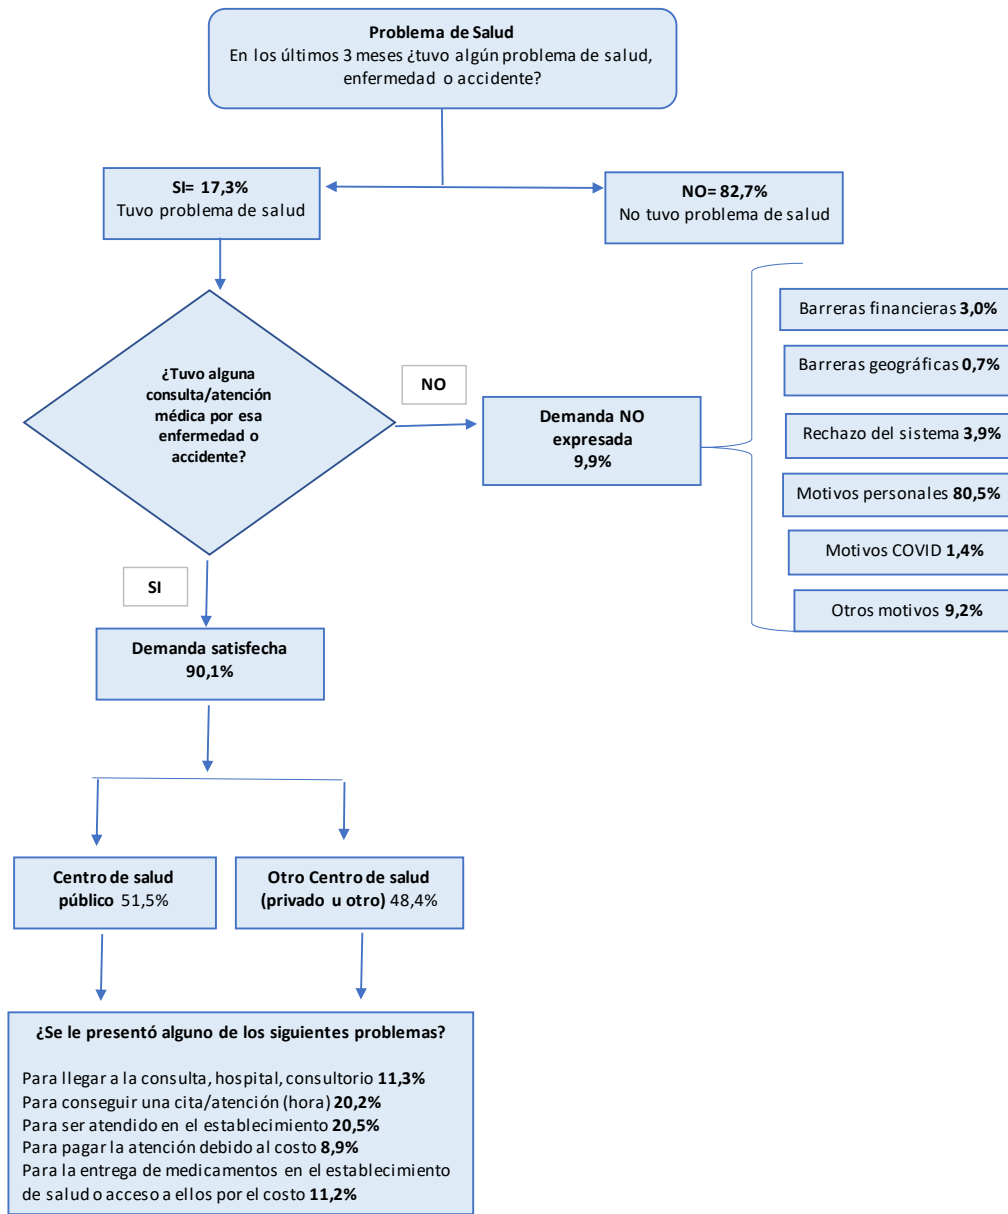 Problema de Salud
En los últimos 3 meses ¿tuvo algún problema de salud,
enfermedad o accidente?
SI= 17,3%
Tuvo problema de salud
NO= 82,7%
No tuvo problema de salud
¿Tuvo alguna
consulta/atención
médica por esa
enfermedad o
accidente?
NO
Demanda NO
expresada
9,9%
Barreras financieras 3,0%
Barreras geográficas 0,7%
Rechazo del sistema 3,9%
Motivos personales 80,5%
Motivos COVID 1,4%
Otros motivos 9,2%
SI
Demanda satisfecha
90,1%
Centro de salud
público 51,5%
Otro Centro de salud
(privado u otro) 48,4%
¿Se le presentó alguno de los siguientes problemas?
Para llegar a la consulta, hospital, consultorio 11,3%
Para conseguir una cita/atención (hora) 20,2%
Para ser atendido en el establecimiento 20,5%
Para pagar la atención debido al costo 8,9%
Para la entrega de medicamentos en el establecimiento
de salud o acceso a ellos por el costo 11,2%